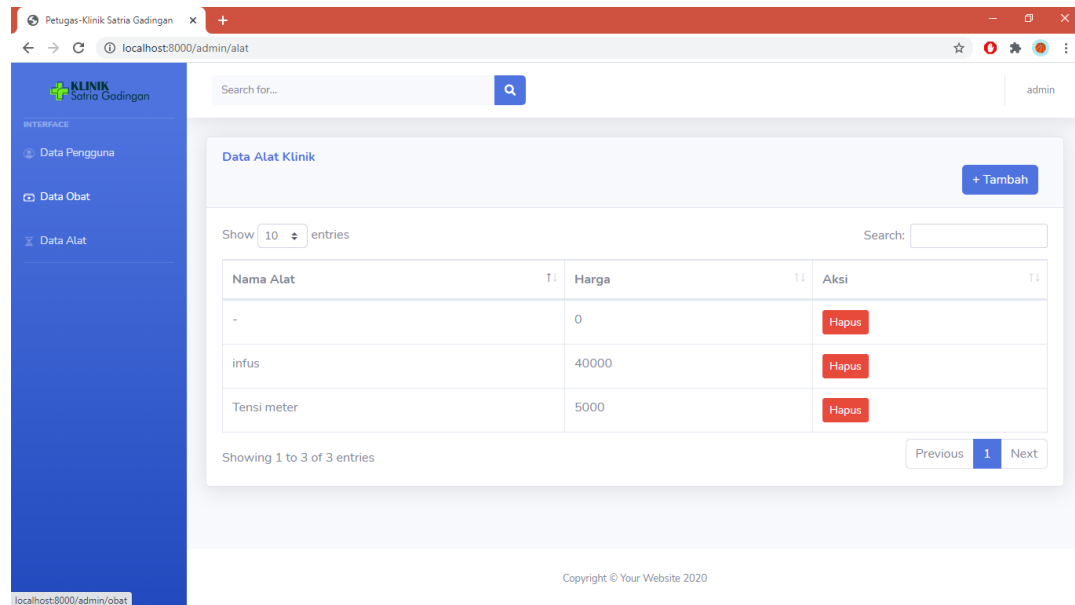 Petugas-Klinik Satria Gadingan
localhost:8000/admin/alat
KLINIK
Satria Gadingan
Search for...
admin
INTERFACE
Data Pengguna
Data Obat
Data Alat
Data Alat Klinik
+ Tambah
Show 10 entries
Search:
Nama Alat Harga Aksi
- 0 Hapus
infus 40000 Hapus
Tensi meter 5000 Hapus
Showing 1 to 3 of 3 entries
Previous 1 Next
Copyright © Your Website 2020
localhost:8000/admin/obat